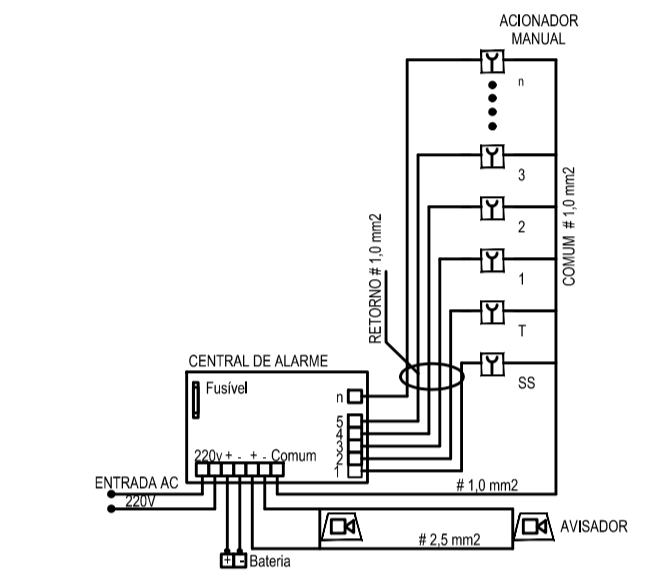 ACIONADOR
MANUAL
n
3
2
1
T
SS
COMUM # 1,0 mm2
RETORNO # 1,0 mm2
CENTRAL DE ALARME
Fusível
n
5
4
3
2
1
220v + - + - Comum
ENTRADA AC
220V
# 1,0 mm2
AVISADOR
# 2,5 mm2
+ - Bateria